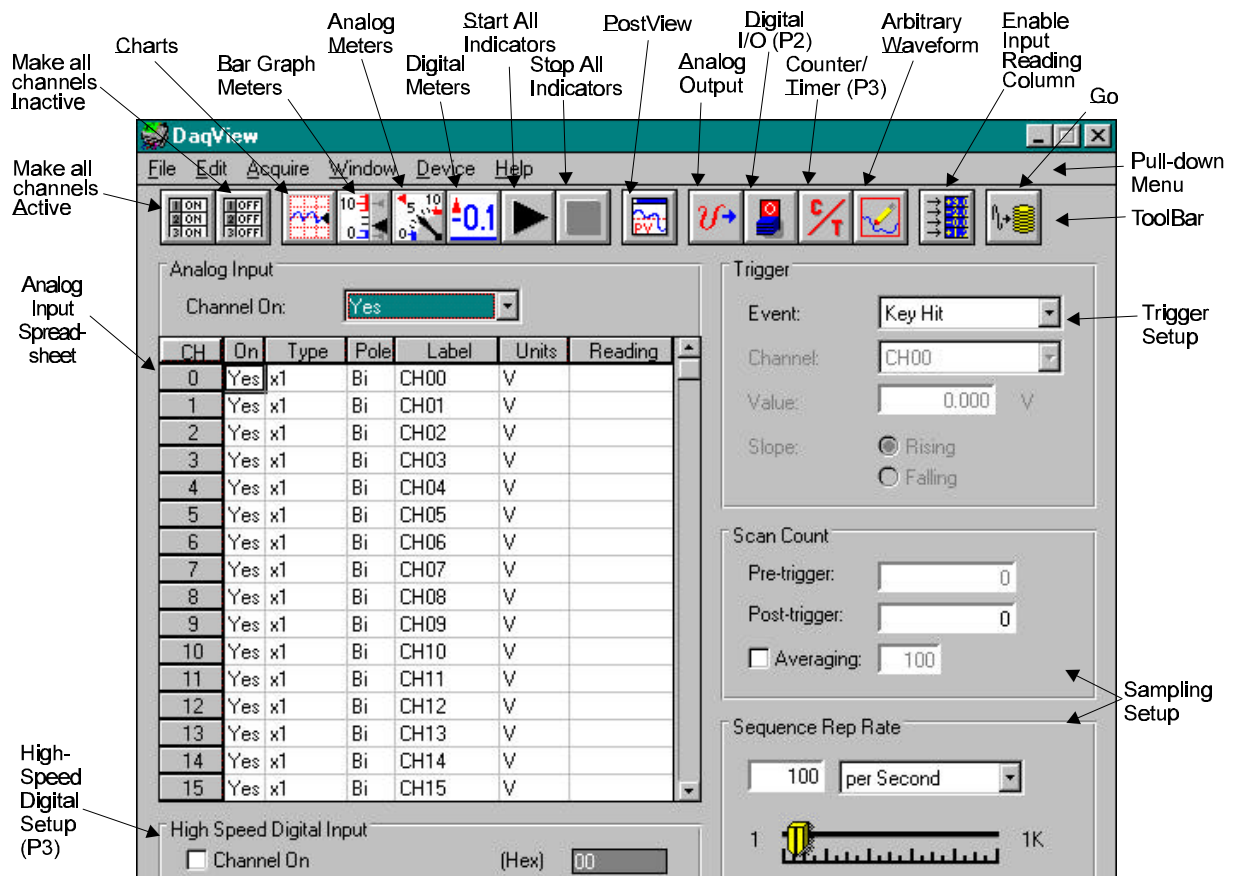 Make all
channels
Inactive
Charts
Bar Graph
Meters
Analog
Meters
Digital
Meters
Start All
Indicators
Stop All
Indicators
PostView
Analog
Output
Digital
I/O (P2)
Counter/
Timer (P3)
Arbitrary
Waveform
Enable
Input
Reading
Column
Go
Make all
channels
Active
DaqView
File Edit Acquire Window Device Help
Pull-down
Menu
1 ON
2 ON
3 ON
1 OFF
2 OFF
3 OFF
10
0
5 10
0
-0.1
PV
C/T
ToolBar
Analog
Input
Spread-
sheet
Analog Input
Channel On: Yes
CH On Type Pole Label Units Reading
0 Yes x1 Bi CH00 V
1 Yes x1 Bi CH01 V
2 Yes x1 Bi CH02 V
3 Yes x1 Bi CH03 V
4 Yes x1 Bi CH04 V
5 Yes x1 Bi CH05 V
6 Yes x1 Bi CH06 V
7 Yes x1 Bi CH07 V
8 Yes x1 Bi CH08 V
9 Yes x1 Bi CH09 V
10 Yes x1 Bi CH10 V
11 Yes x1 Bi CH11 V
12 Yes x1 Bi CH12 V
13 Yes x1 Bi CH13 V
14 Yes x1 Bi CH14 V
15 Yes x1 Bi CH15 V
Trigger
Event: Key Hit
Channel: CH00
Value: 0.000 V
Slope: Rising
Falling
Trigger
Setup
Scan Count
Pre-trigger: 0
Post-trigger: 0
Averaging: 100
Sampling
Setup
Sequence Rep Rate
100 per Second
1 1K
High-
Speed
Digital
Setup
(P3)
High Speed Digital Input
Channel On (Hex) 00